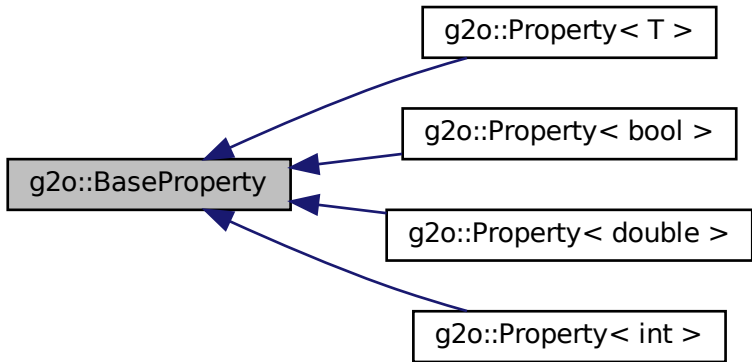 g2o::Property< T >
g2o::Property< bool >
g2o::BaseProperty
g2o::Property< double >
g2o::Property< int >